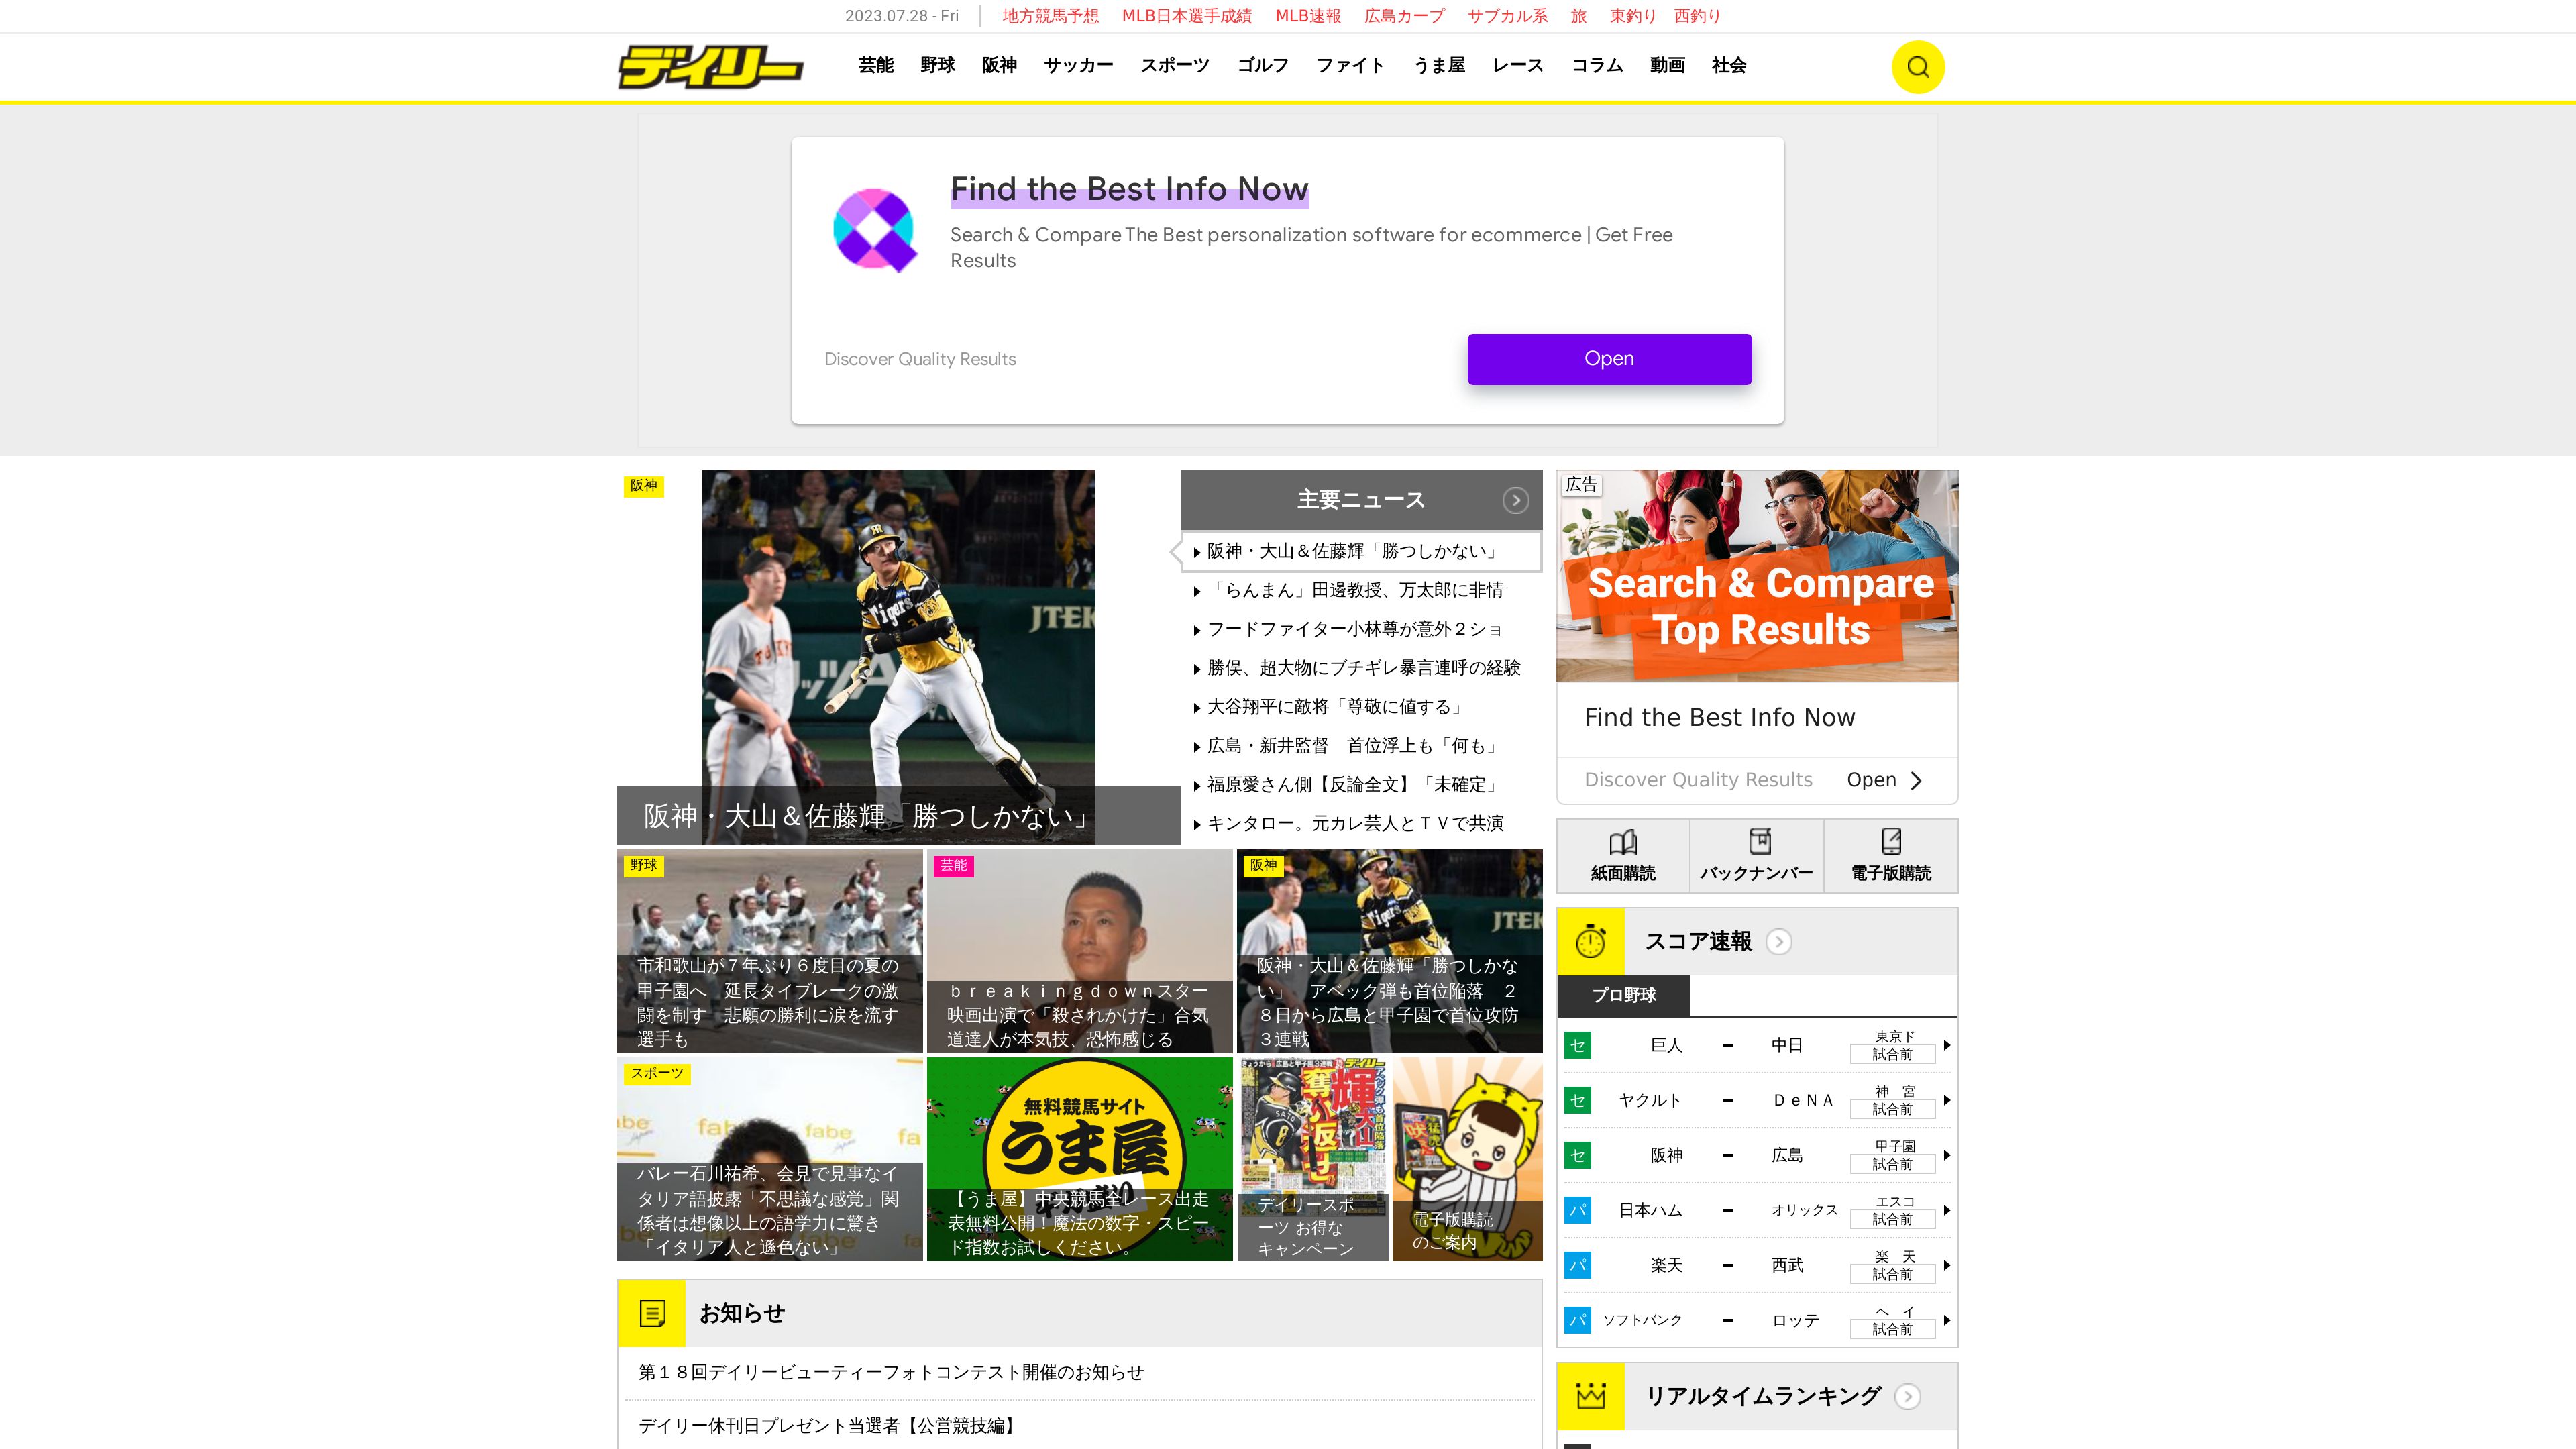 2023.07.28 - Fri
地方競馬予想 MLB日本選手成績 MLB速報 広島カープ サブカル系 旅 東釣り 西釣り
デイリー
芸能 野球 阪神 サッカー スポーツ ゴルフ ファイト うま屋 レース コラム 動画 社会
Find the Best Info Now
Search & Compare The Best personalization software for ecommerce | Get Free
Results
Discover Quality Results
Open
阪神
Tigers
JTEK
阪神・大山＆佐藤輝「勝つしかない」
主要ニュース
阪神・大山＆佐藤輝「勝つしかない」
「らんまん」田邊教授、万太郎に非情
フードファイター小林尊が意外２ショ
勝俣、超大物にブチギレ暴言連呼の経験
大谷翔平に敵将「尊敬に値する」
広島・新井監督　首位浮上も「何も」
福原愛さん側【反論全文】「未確定」
キンタロー。元カレ芸人とＴＶで共演
野球
市和歌山が７年ぶり６度目の夏の
甲子園へ　延長タイブレークの激
闘を制す　悲願の勝利に涙を流す
選手も
芸能
ｂｒｅａｋｉｎｇｄｏｗｎスター
映画出演で「殺されかけた」合気
道達人が本気技、恐怖感じる
阪神
Tigers
JTEK
阪神・大山＆佐藤輝「勝つしかな
い」　アベック弾も首位陥落　２
８日から広島と甲子園で首位攻防
３連戦
スポーツ
fabe
fabe
バレー石川祐希、会見で見事なイ
タリア語披露「不思議な感覚」関
係者は想像以上の語学力に驚き
「イタリア人と遜色ない」
無料競馬サイト
うま屋
【うま屋】中央競馬全レース出走
表無料公開！魔法の数字・スピー
ド指数お試しください。
デイリー
輝
大山
奪い返せ
SATO
8
デイリースポ
ーツ お得な
キャンペーン
電子版購読
のご案内
お知らせ
第１８回デイリービューティーフォトコンテスト開催のお知らせ
デイリー休刊日プレゼント当選者【公営競技編】
広告
Search & Compare
Top Results
Find the Best Info Now
Discover Quality Results Open
紙面購読 バックナンバー 電子版購読
スコア速報
プロ野球
セ 巨人 - 中日 東京ド 試合前
セ ヤクルト - ＤｅＮＡ 神　宮 試合前
セ 阪神 - 広島 甲子園 試合前
パ 日本ハム - オリックス エスコ 試合前
パ 楽天 - 西武 楽　天 試合前
パ ソフトバンク - ロッテ ペ　イ 試合前
リアルタイムランキング